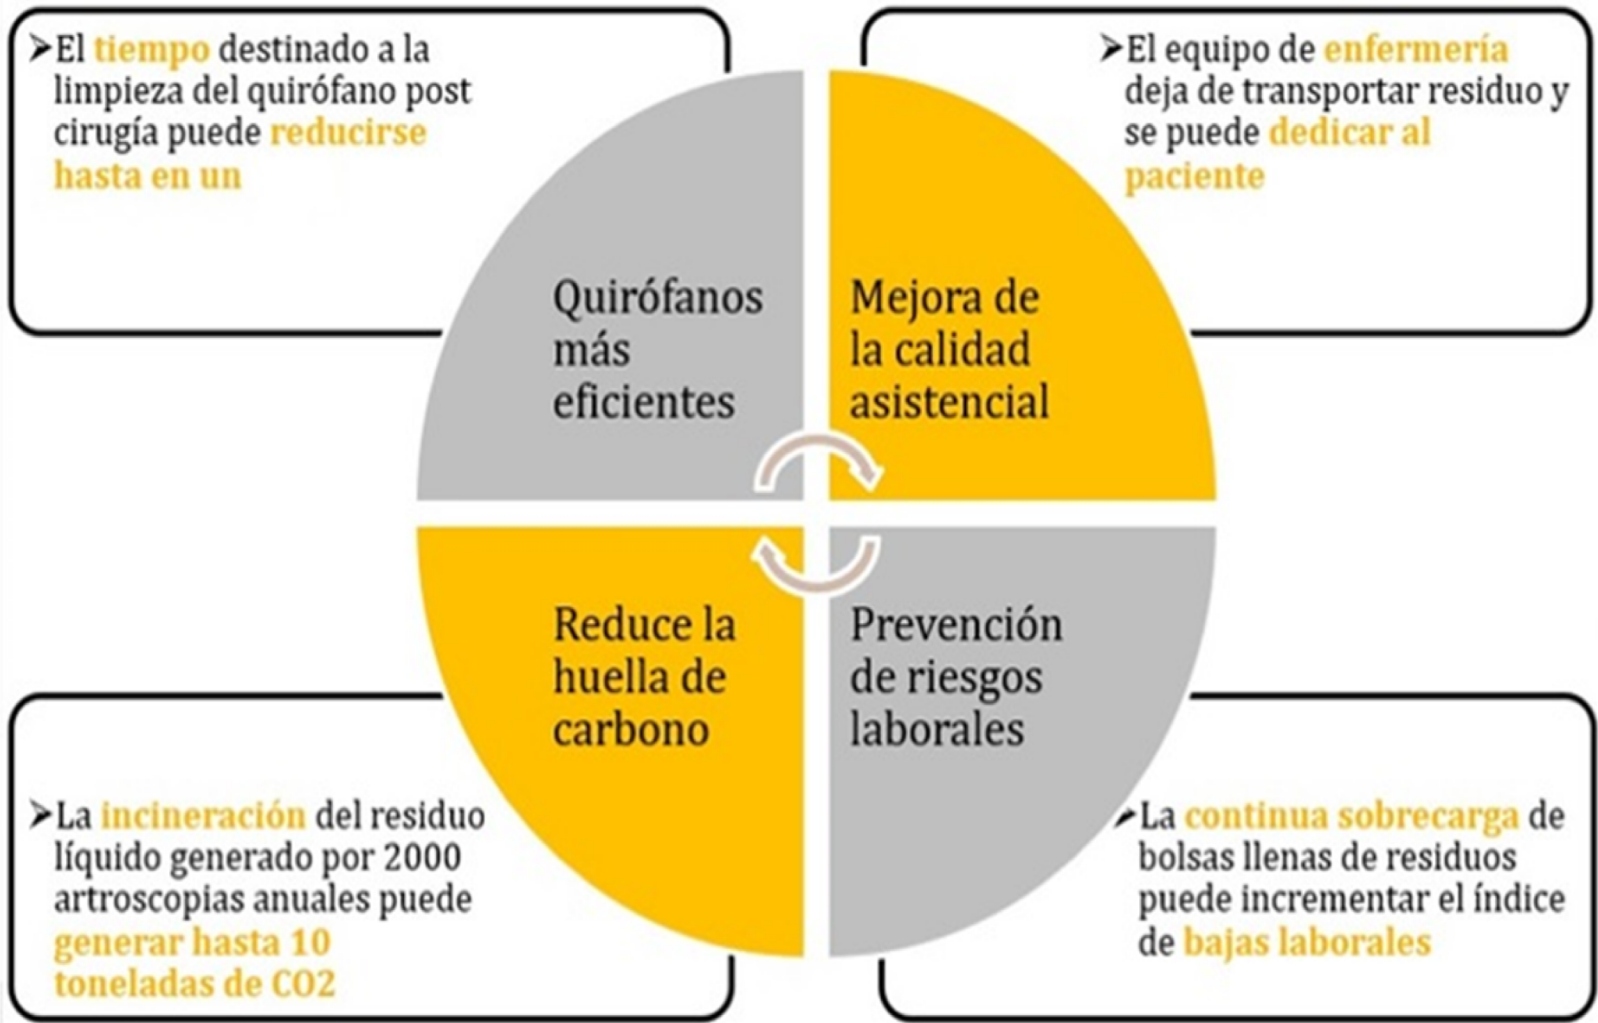 ➤El tiempo destinado a la
limpieza del quirófano post
cirugía puede reducirse
hasta en un
➤El equipo de enfermería
deja de transportar residuo y
se puede dedicar al
paciente
Quirófanos
más
eficientes
Mejora de
la calidad
asistencial
Reduce la
huella de
carbono
Prevención
de riesgos
laborales
➤La incineración del residuo
líquido generado por 2000
artroscopias anuales puede
generar hasta 10
toneladas de CO2
➤La continua sobrecarga de
bolsas llenas de residuos
puede incrementar el índice
de bajas laborales